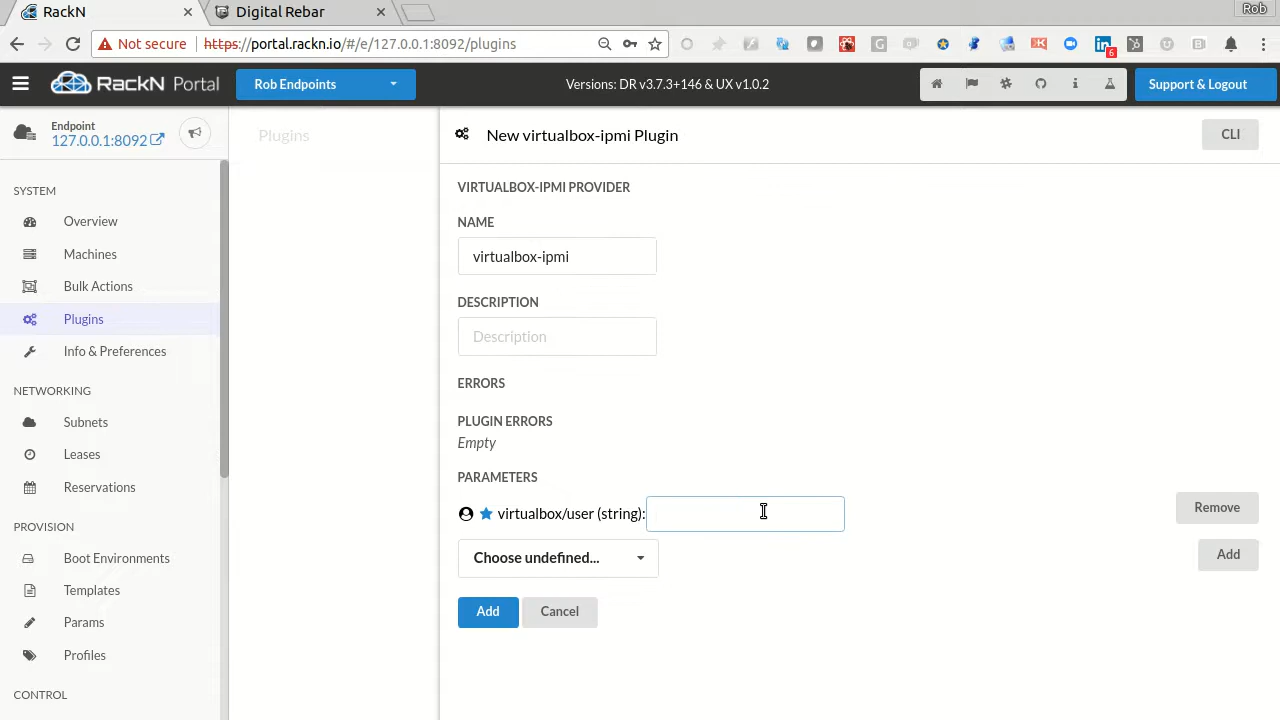 RackN
Digital Rebar
Rob
Not secure
https://portal.rackn.io/#/e/127.0.0.1:8092/plugins
6
RackN Portal
Rob Endpoints
Versions: DR v3.7.3+146 & UX v1.0.2
Support & Logout
Endpoint
127.0.0.1:8092
SYSTEM
Overview
Machines
Bulk Actions
Plugins
Info & Preferences
NETWORKING
Subnets
Leases
Reservations
PROVISION
Boot Environments
Templates
Params
Profiles
CONTROL
Plugins
New virtualbox-ipmi Plugin
CLI
VIRTUALBOX-IPMI PROVIDER
NAME
virtualbox-ipmi
DESCRIPTION
Description
ERRORS
PLUGIN ERRORS
Empty
PARAMETERS
virtualbox/user (string):
Remove
Choose undefined...
Add
Add
Cancel